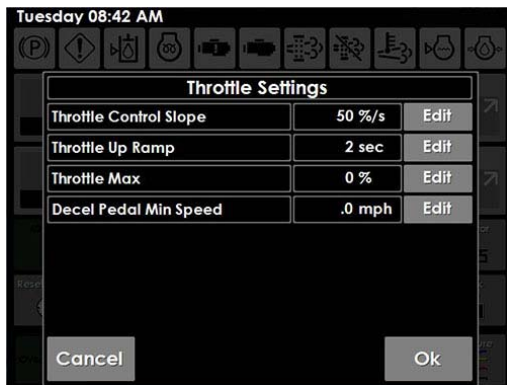 Tuesday 08:42 AM
(P)
Throttle Settings
Throttle Control Slope 50 %/s Edit
Throttle Up Ramp 2 sec Edit
Throttle Max 0 % Edit
Decel Pedal Min Speed .0 mph Edit
Cancel Ok